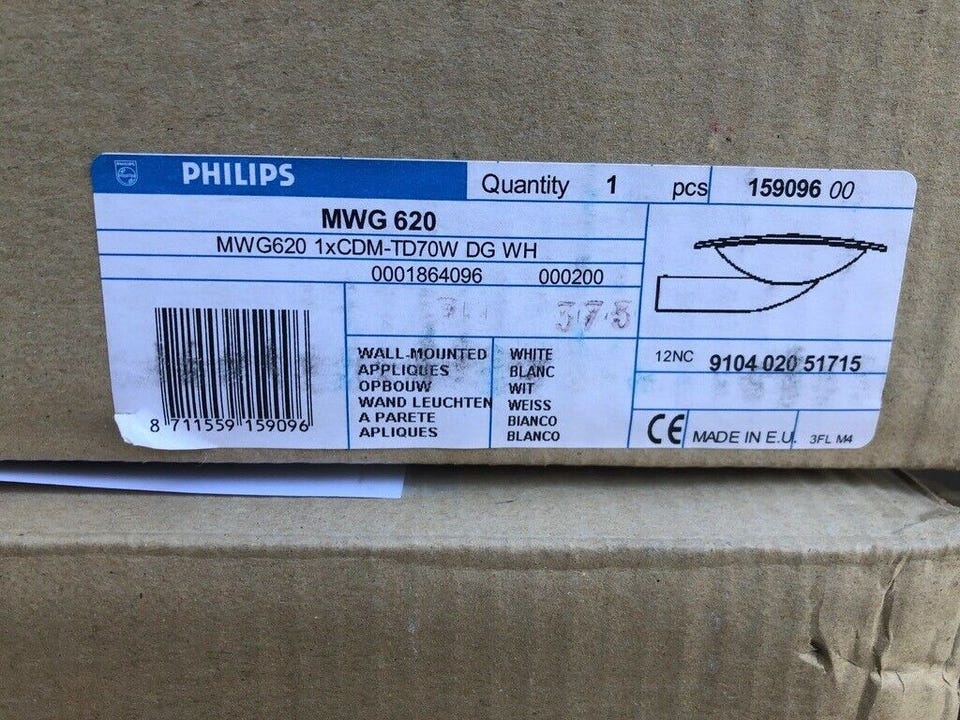 PHILIPS
Quantity 1 pcs 159096 00
MWG 620
MWG620 1xCDM-TD70W DG WH
0001864096 000200
375
WALL-MOUNTED WHITE
APPLIQUES BLANC
OPBOUW WIT
WAND LEUCHTEN WEISS
A PARETE BIANCO
APLIQUES BLANCO
8 711559 159096
12NC 9104 020 51715
CE MADE IN E.U. 3FL M4